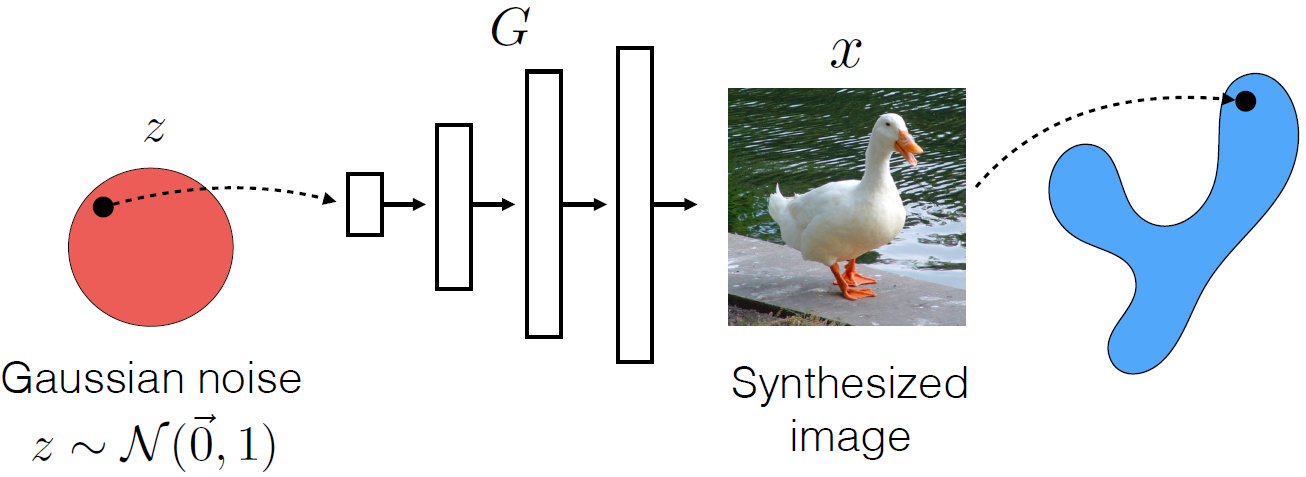 G
x
z
Gaussian noise
z ∼ 𝒩(0⃗, 1)
Synthesized
image